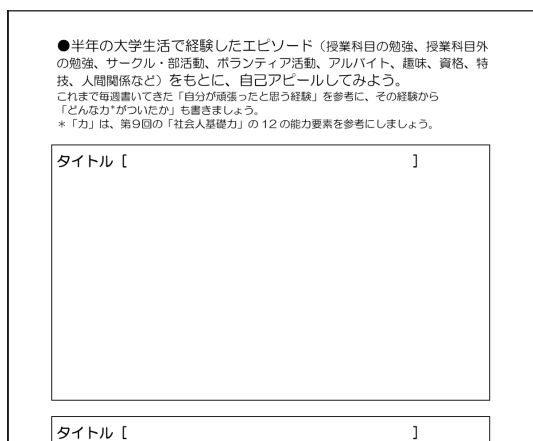 ●半年の大学生活で経験したエピソード（授業科目の勉強、授業科目外
の勉強、サークル・部活動、ボランティア活動、アルバイト、趣味、資格、特
技、人間関係など）をもとに、自己アピールしてみよう。
これまで毎週書いてきた「自分が頑張ったと思う経験」を参考に、その経験から
「どんな力*がついたか」も書きましょう。
＊「力」は、第９回の「社会人基礎力」の 12 の能力要素を参考にしましょう。
タイトル［　　　　　　　　　　　　　　　　　　］
タイトル［　　　　　　　　　　　　　　　　　　］